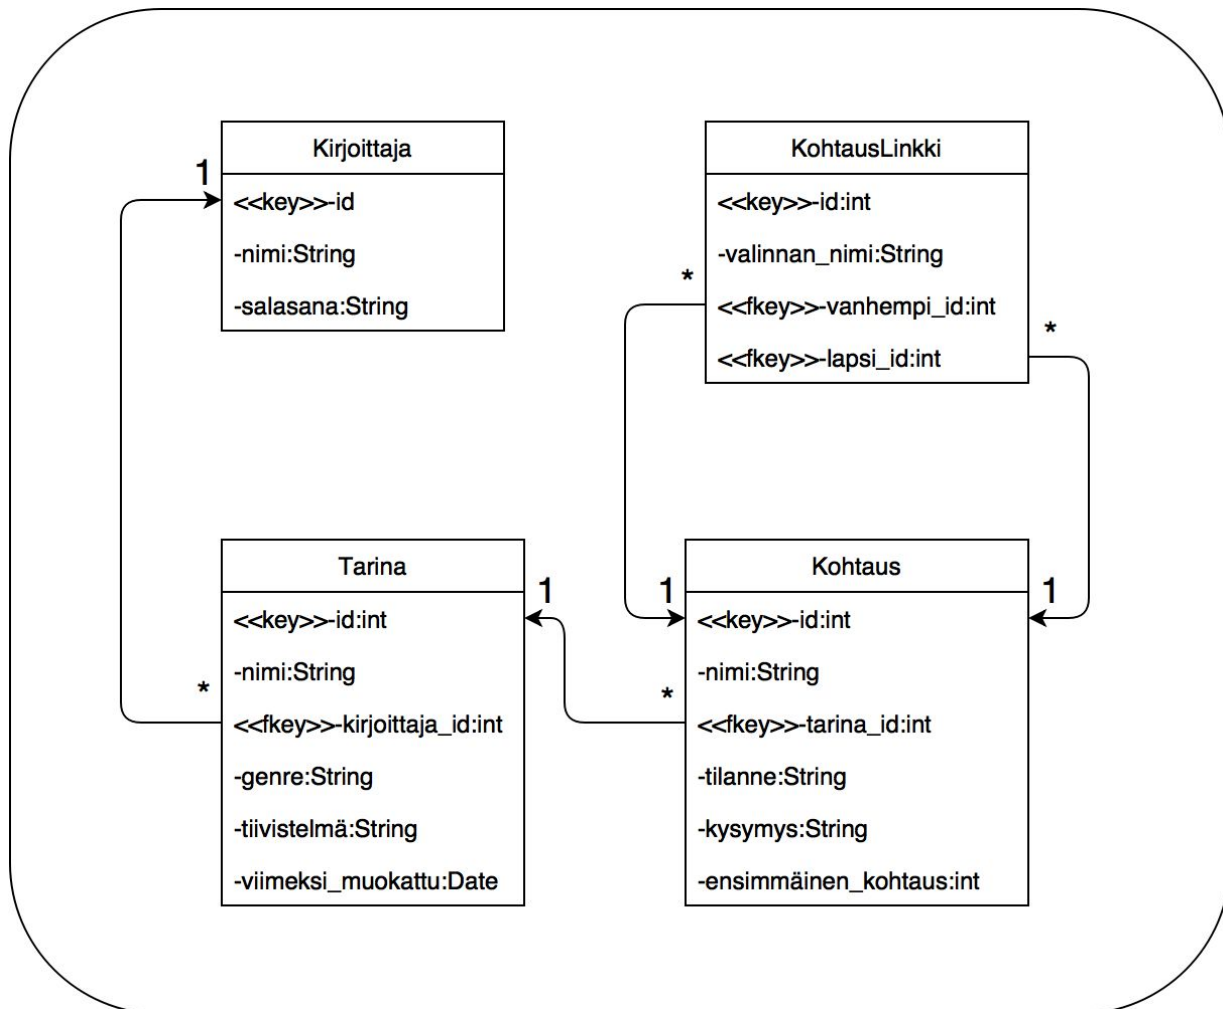 Kirjoittaja
1
<<key>>-id
-nimi:String
-salasana:String
KohtausLinkki
<<key>>-id:int
-valinnan_nimi:String
*
<<fkey>>-vanhempi_id:int
*
<<fkey>>-lapsi_id:int
Tarina
1
<<key>>-id:int
-nimi:String
*
<<fkey>>-kirjoittaja_id:int
-genre:String
-tiivistelmä:String
-viimeksi_muokattu:Date
Kohtaus
1
1
<<key>>-id:int
-nimi:String
*
<<fkey>>-tarina_id:int
-tilanne:String
-kysymys:String
-ensimmäinen_kohtaus:int